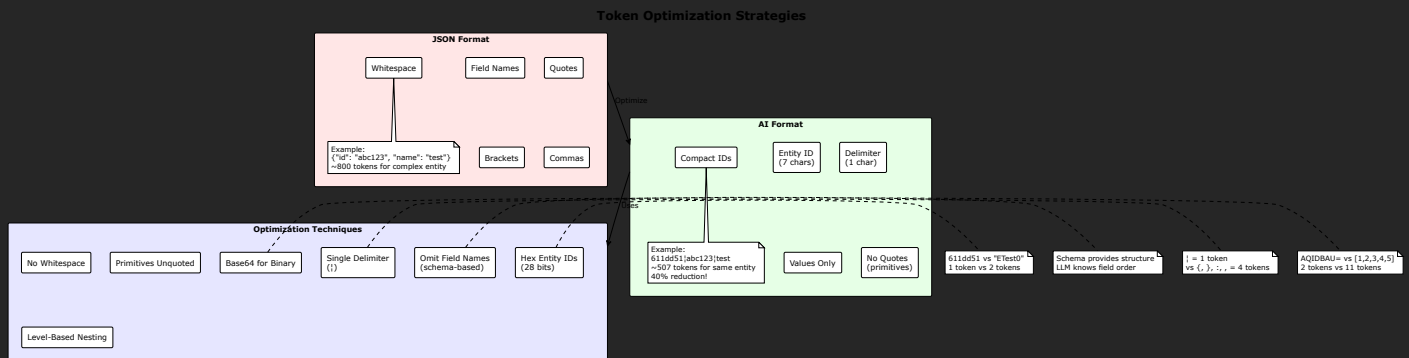 Token Optimization Strategies
JSON Format
Whitespace
Field Names
Quotes
Example:
{"id": "abc123", "name": "test"}
~800 tokens for complex entity
Brackets
Commas
Optimize
AI Format
Compact IDs
Entity ID
(7 chars)
Delimiter
(1 char)
Example:
611dd51¦abc123¦test
~507 tokens for same entity
40% reduction!
Values Only
No Quotes
(primitives)
Uses
Optimization Techniques
No Whitespace
Primitives Unquoted
Base64 for Binary
Single Delimiter
(¦)
Omit Field Names
(schema-based)
Hex Entity IDs
(28 bits)
Level-Based Nesting
611dd51 vs "ETest0"
1 token vs 2 tokens
Schema provides structure
LLM knows field order
¦ = 1 token
vs {, }, :, , = 4 tokens
AQIDBAU= vs [1,2,3,4,5]
2 tokens vs 11 tokens